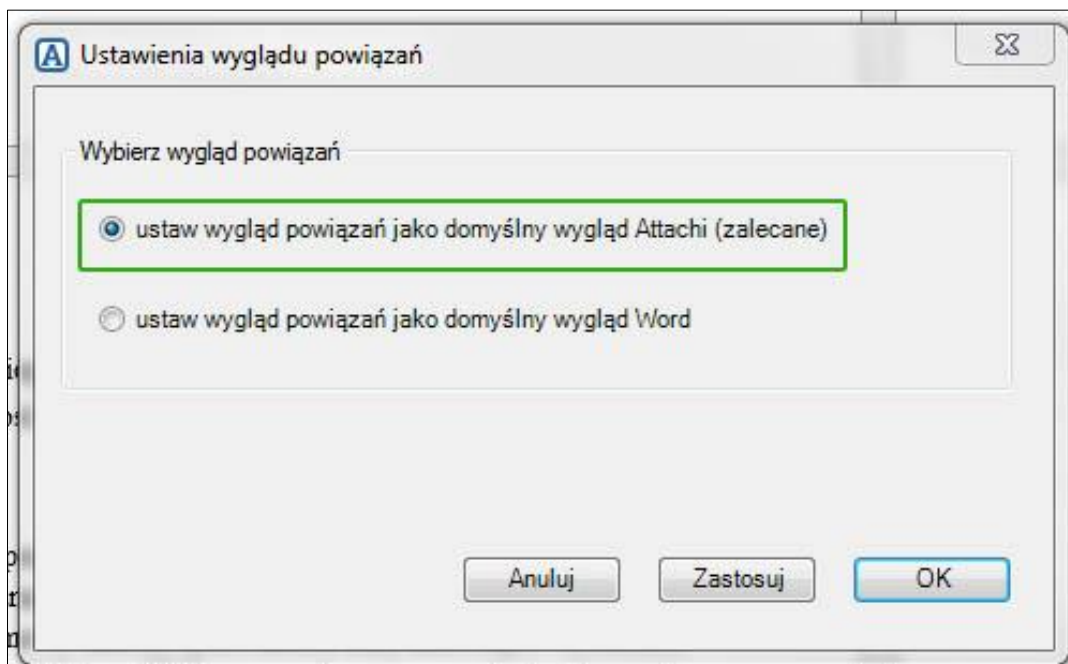 A Ustawienia wyglądu powiązań
Wybierz wygląd powiązań
ustaw wygląd powiązań jako domyślny wygląd Attachi (zalecane)
ustaw wygląd powiązań jako domyślny wygląd Word
Anuluj Zastosuj OK